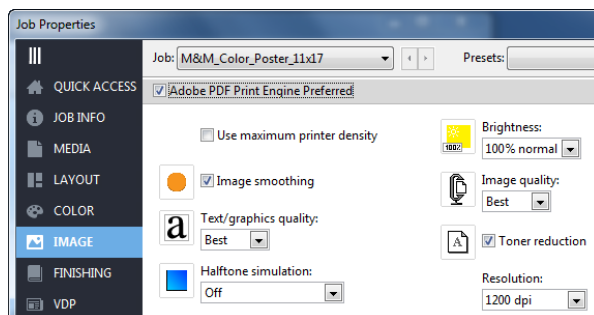 Job Properties
Job: M&M_Color_Poster_11x17 Presets:
QUICK ACCESS
Adobe PDF Print Engine Preferred
JOB INFO
MEDIA
LAYOUT
COLOR
IMAGE
FINISHING
VDP
Use maximum printer density
Image smoothing
Text/graphics quality:
a
Best
Halftone simulation:
Off
Brightness:
100%
100% normal
Image quality:
Best
A
Toner reduction
Resolution:
1200 dpi